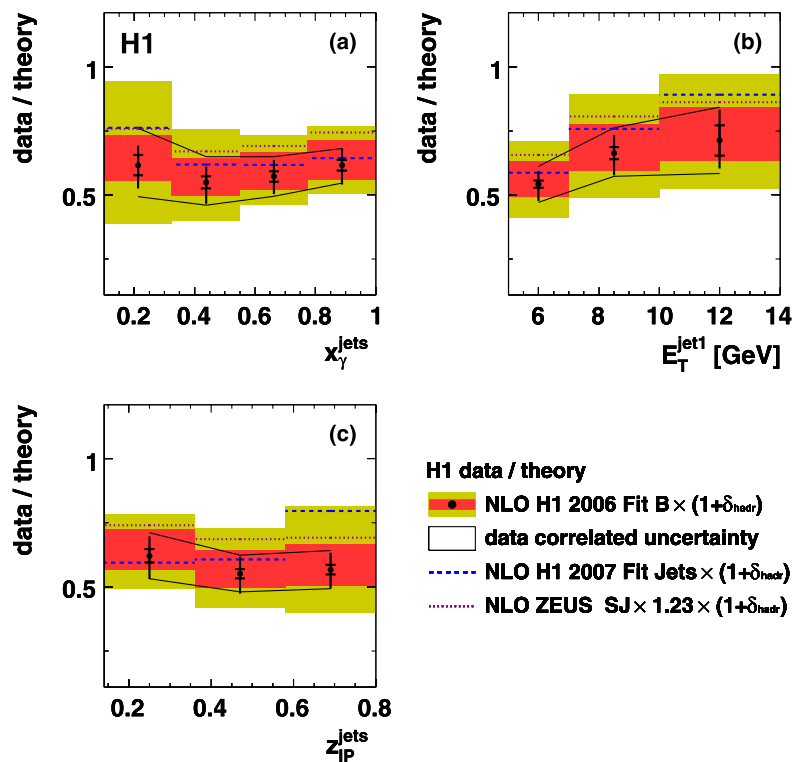 H1
(a)
data / theory
1
0.5
0.2 0.4 0.6 0.8 1
x_γ^jets
(b)
data / theory
1
0.5
6 8 10 12 14
E_T^jet1 [GeV]
(c)
data / theory
1
0.5
0.2 0.4 0.6 0.8
z_IP^jets
H1 data / theory
NLO H1 2006 Fit B × (1+δhadr)
data correlated uncertainty
NLO H1 2007 Fit Jets × (1+δhadr)
NLO ZEUS SJ × 1.23 × (1+δhadr)